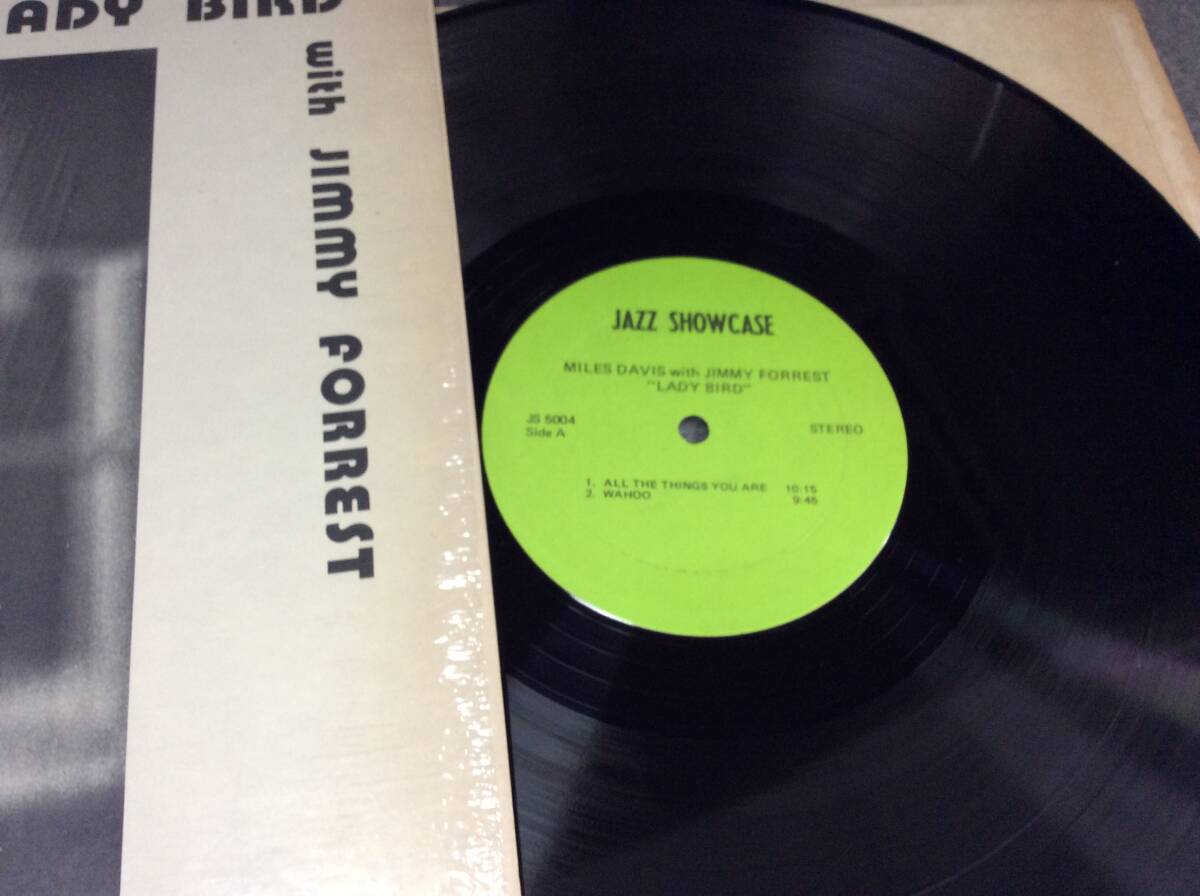 ADY BIRD
with JIMMY FORREST
JAZZ SHOWCASE
MILES DAVIS with JIMMY FORREST
"LADY BIRD"
JS 5004
Side A
STEREO
1. ALL THE THINGS YOU ARE 10:15
2. WAHOO 9:45